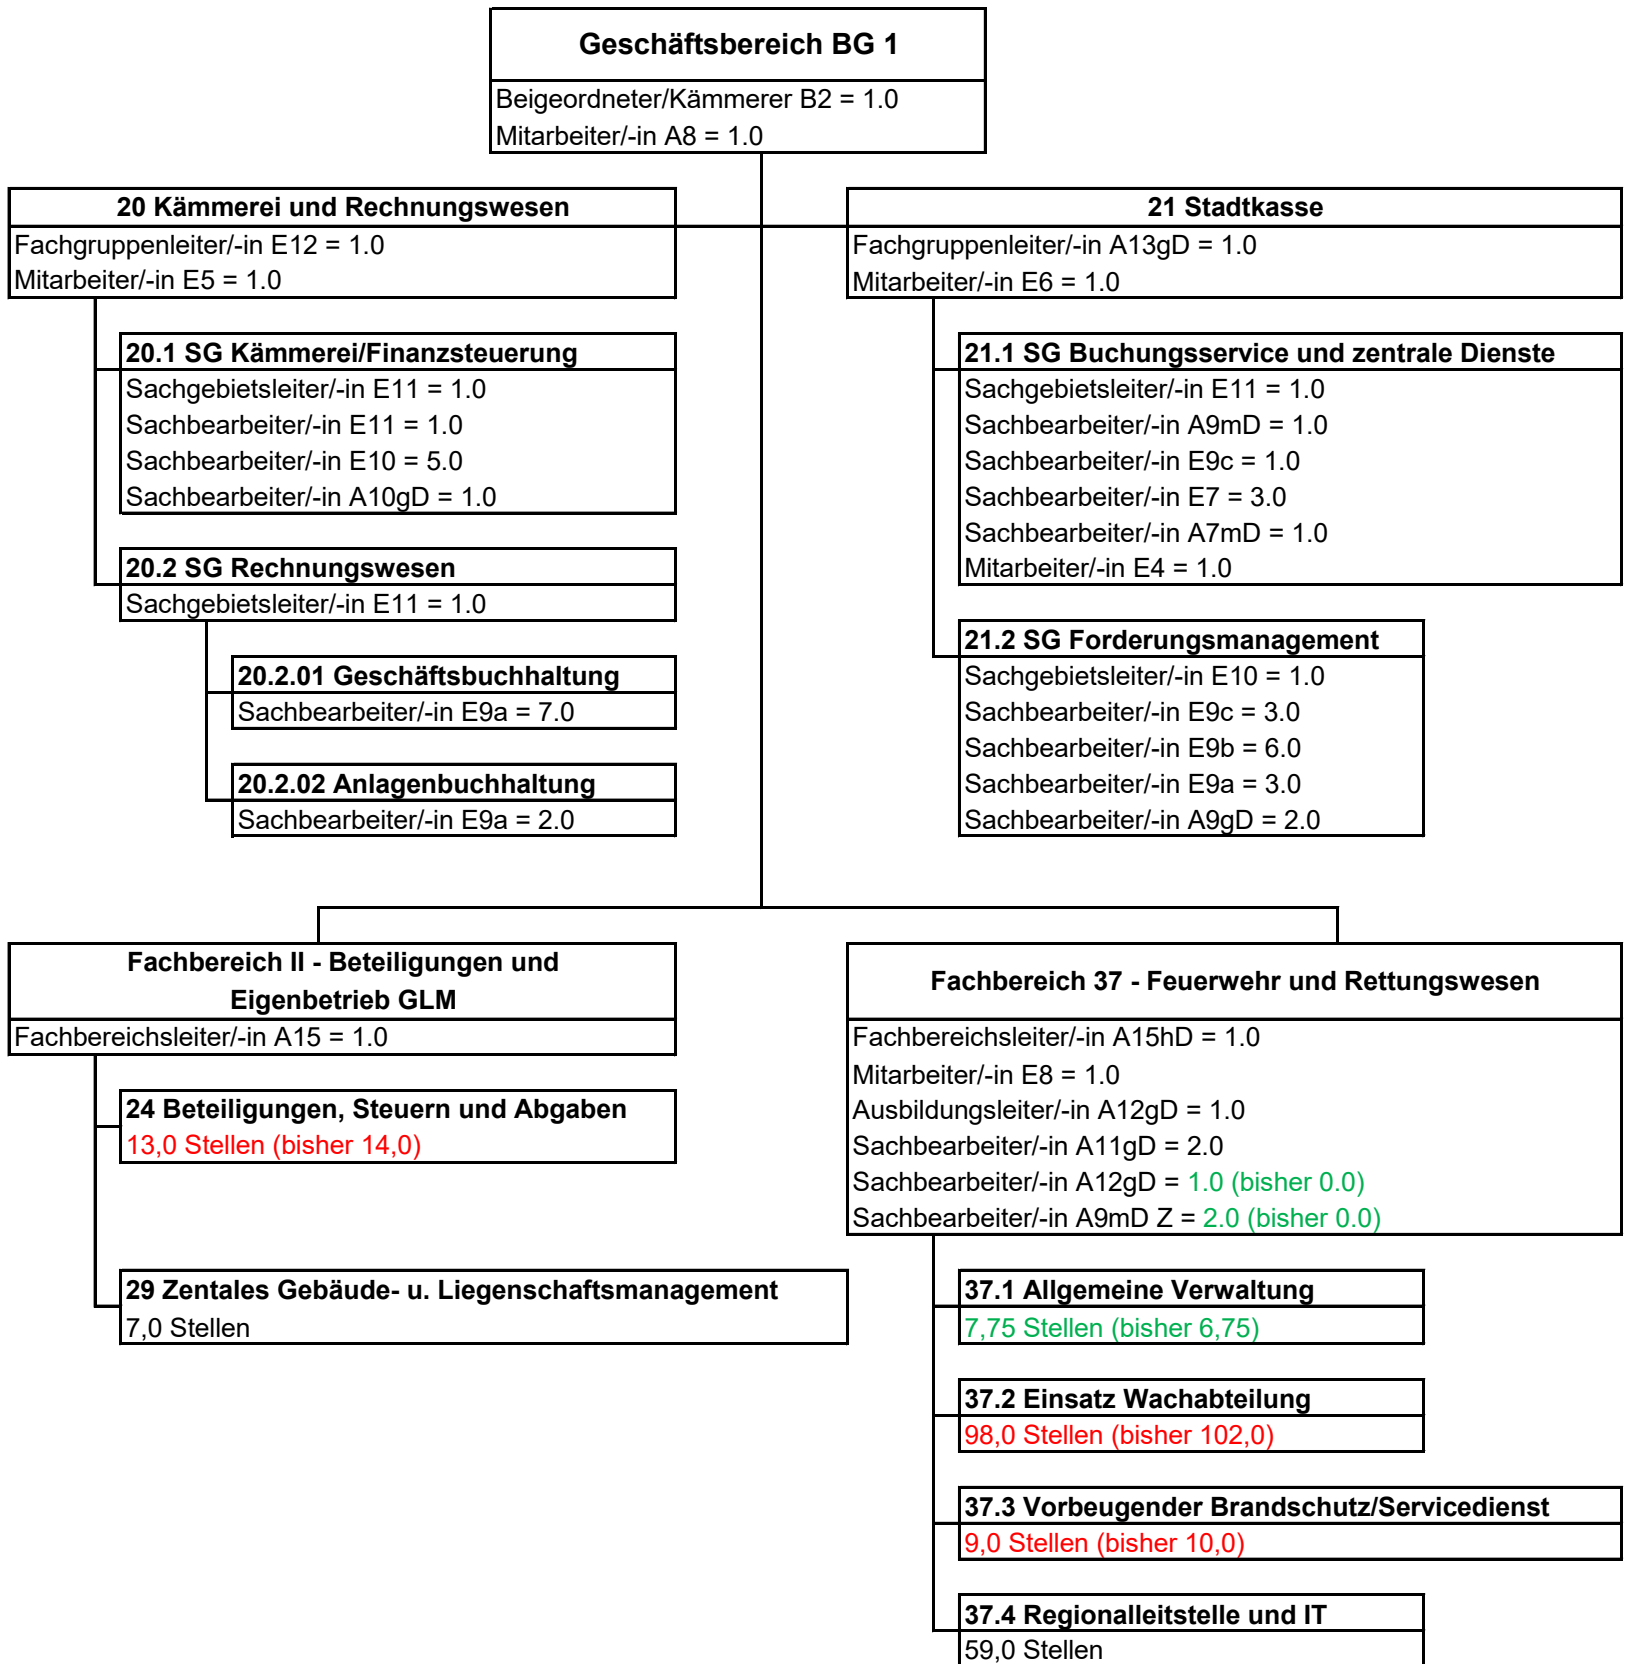 Geschäftsbereich BG 1
Beigeordneter/Kämmerer B2 = 1.0
Mitarbeiter/-in A8 = 1.0
20 Kämmerei und Rechnungswesen
Fachgruppenleiter/-in E12 = 1.0
Mitarbeiter/-in E5 = 1.0
20.1 SG Kämmerei/Finanzsteuerung
Sachgebietsleiter/-in E11 = 1.0
Sachbearbeiter/-in E11 = 1.0
Sachbearbeiter/-in E10 = 5.0
Sachbearbeiter/-in A10gD = 1.0
20.2 SG Rechnungswesen
Sachgebietsleiter/-in E11 = 1.0
20.2.01 Geschäftsbuchhaltung
Sachbearbeiter/-in E9a = 7.0
20.2.02 Anlagenbuchhaltung
Sachbearbeiter/-in E9a = 2.0
21 Stadtkasse
Fachgruppenleiter/-in A13gD = 1.0
Mitarbeiter/-in E6 = 1.0
21.1 SG Buchungsservice und zentrale Dienste
Sachgebietsleiter/-in E11 = 1.0
Sachbearbeiter/-in A9mD = 1.0
Sachbearbeiter/-in E9c = 1.0
Sachbearbeiter/-in E7 = 3.0
Sachbearbeiter/-in A7mD = 1.0
Mitarbeiter/-in E4 = 1.0
21.2 SG Forderungsmanagement
Sachgebietsleiter/-in E10 = 1.0
Sachbearbeiter/-in E9c = 3.0
Sachbearbeiter/-in E9b = 6.0
Sachbearbeiter/-in E9a = 3.0
Sachbearbeiter/-in A9gD = 2.0
Fachbereich II - Beteiligungen und
Eigenbetrieb GLM
Fachbereichsleiter/-in A15 = 1.0
24 Beteiligungen, Steuern und Abgaben
13,0 Stellen (bisher 14,0)
29 Zentales Gebäude- u. Liegenschaftsmanagement
7,0 Stellen
Fachbereich 37 - Feuerwehr und Rettungswesen
Fachbereichsleiter/-in A15hD = 1.0
Mitarbeiter/-in E8 = 1.0
Ausbildungsleiter/-in A12gD = 1.0
Sachbearbeiter/-in A11gD = 2.0
Sachbearbeiter/-in A12gD = 1.0 (bisher 0.0)
Sachbearbeiter/-in A9mD Z = 2.0 (bisher 0.0)
37.1 Allgemeine Verwaltung
7,75 Stellen (bisher 6,75)
37.2 Einsatz Wachabteilung
98,0 Stellen (bisher 102,0)
37.3 Vorbeugender Brandschutz/Servicedienst
9,0 Stellen (bisher 10,0)
37.4 Regionalleitstelle und IT
59,0 Stellen